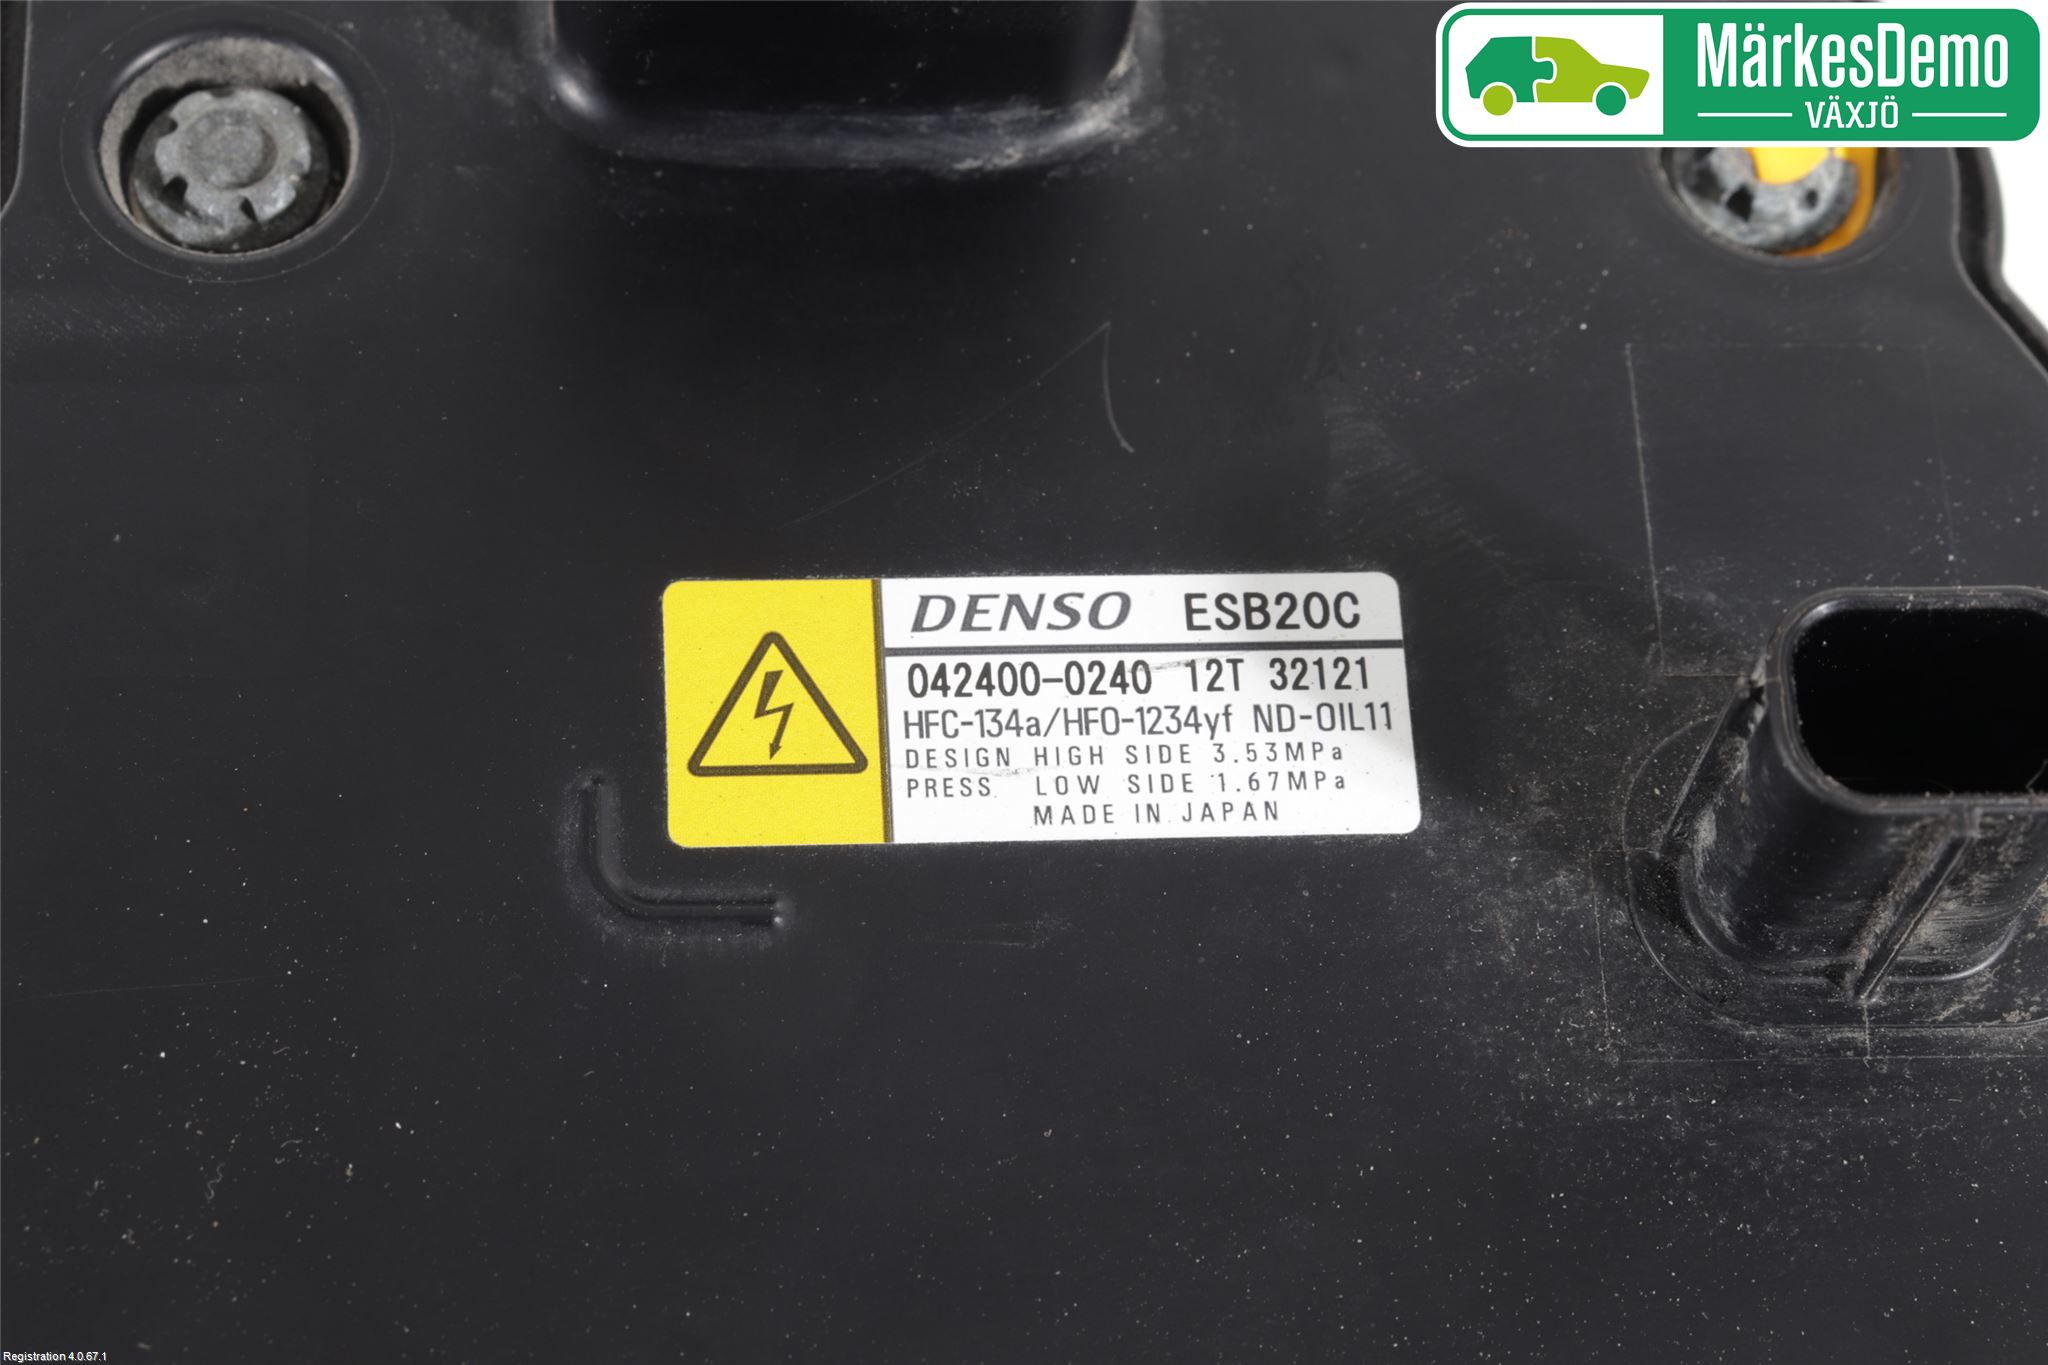 MärkesDemo
VÄXJÖ
DENSO ESB20C
042400-0240 12T 32121
HFC-134a/HFO-1234yf ND-OIL11
DESIGN HIGH SIDE 3.53MPa
PRESS. LOW SIDE 1.67MPa
MADE IN JAPAN
Registration 4.0.67.1